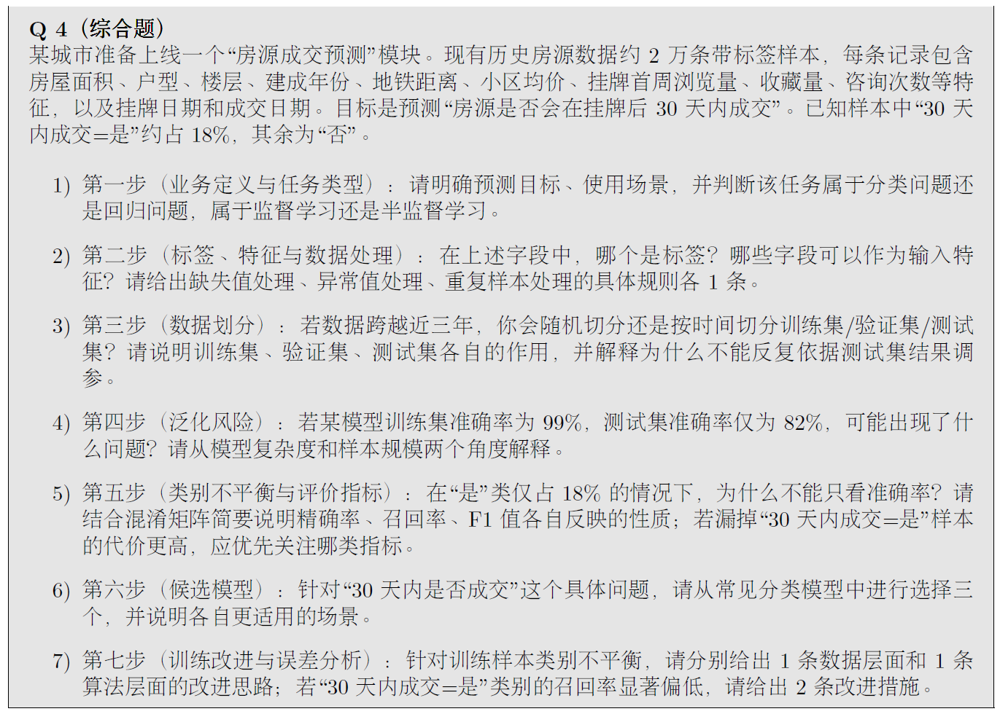 Q 4（综合题）
某城市准备上线一个“房源成交预测”模块。现有历史房源数据约 2 万条带标签样本，每条记录包含
房屋面积、户型、楼层、建成年份、地铁距离、小区均价、挂牌首周浏览量、收藏量、咨询次数等特
征，以及挂牌日期和成交日期。目标是预测“房源是否会在挂牌后 30 天内成交”。已知样本中“30 天
内成交=是”约占 18%，其余为“否”。
1) 第一步（业务定义与任务类型）：请明确预测目标、使用场景，并判断该任务属于分类问题还
是回归问题，属于监督学习还是半监督学习。
2) 第二步（标签、特征与数据处理）：在上述字段中，哪个是标签？哪些字段可以作为输入特
征？请给出缺失值处理、异常值处理、重复样本处理的具体规则各 1 条。
3) 第三步（数据划分）：若数据跨越近三年，你会随机切分还是按时间切分训练集/验证集/测试
集？请说明训练集、验证集、测试集各自的作用，并解释为什么不能反复依据测试集结果调
参。
4) 第四步（泛化风险）：若某模型训练集准确率为 99%，测试集准确率仅为 82%，可能出现了什
么问题？请从模型复杂度和样本规模两个角度解释。
5) 第五步（类别不平衡与评价指标）：在“是”类仅占 18% 的情况下，为什么不能只看准确率？请
结合混淆矩阵简要说明精确率、召回率、F1 值各自反映的性质；若漏掉“30 天内成交=是”样本
的代价更高，应优先关注哪类指标。
6) 第六步（候选模型）：针对“30 天内是否成交”这个具体问题，请从常见分类模型中进行选择三
个，并说明各自更适用的场景。
7) 第七步（训练改进与误差分析）：针对训练样本类别不平衡，请分别给出 1 条数据层面和 1 条
算法层面的改进思路；若“30 天内成交=是”类别的召回率显著偏低，请给出 2 条改进措施。